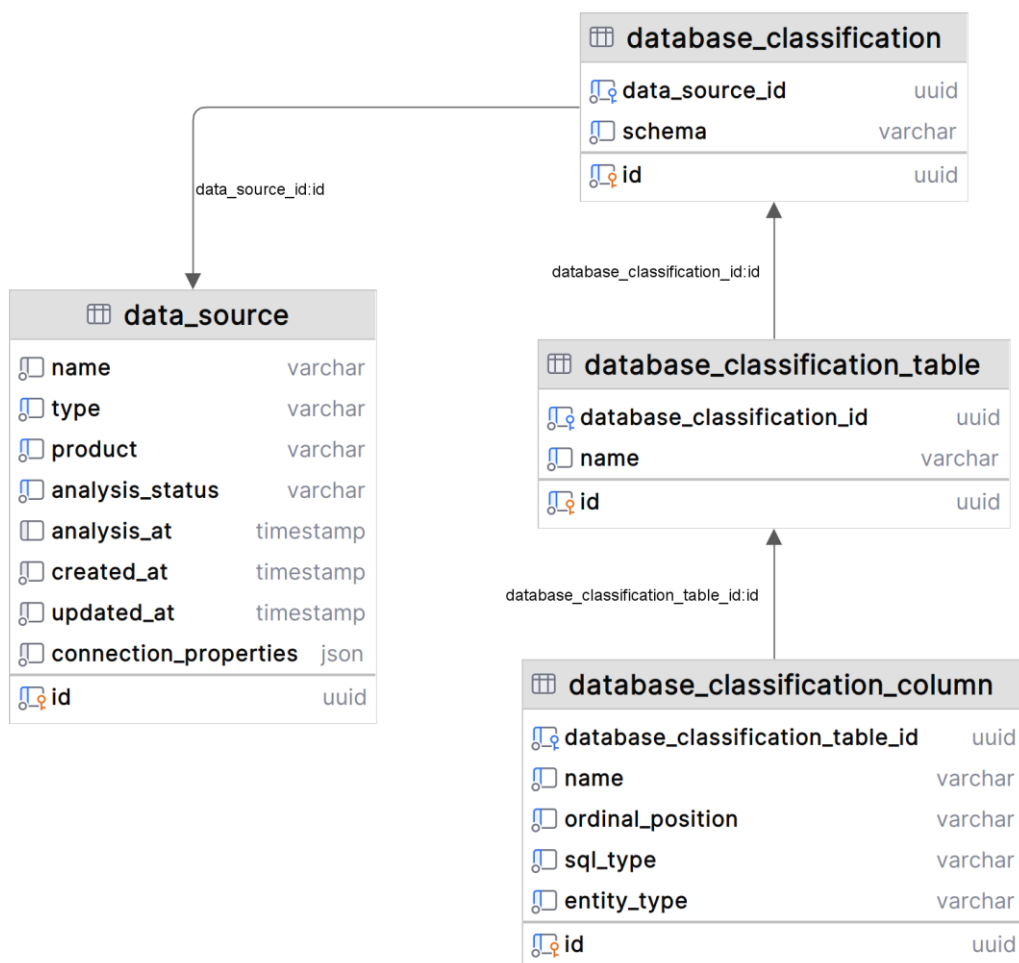 database_classification
data_source_id uuid
schema varchar
id uuid
data_source_id:id
database_classification_id:id
data_source
name varchar
type varchar
product varchar
analysis_status varchar
analysis_at timestamp
created_at timestamp
updated_at timestamp
connection_properties json
id uuid
database_classification_table
database_classification_id uuid
name varchar
id uuid
database_classification_table_id:id
database_classification_column
database_classification_table_id uuid
name varchar
ordinal_position varchar
sql_type varchar
entity_type varchar
id uuid